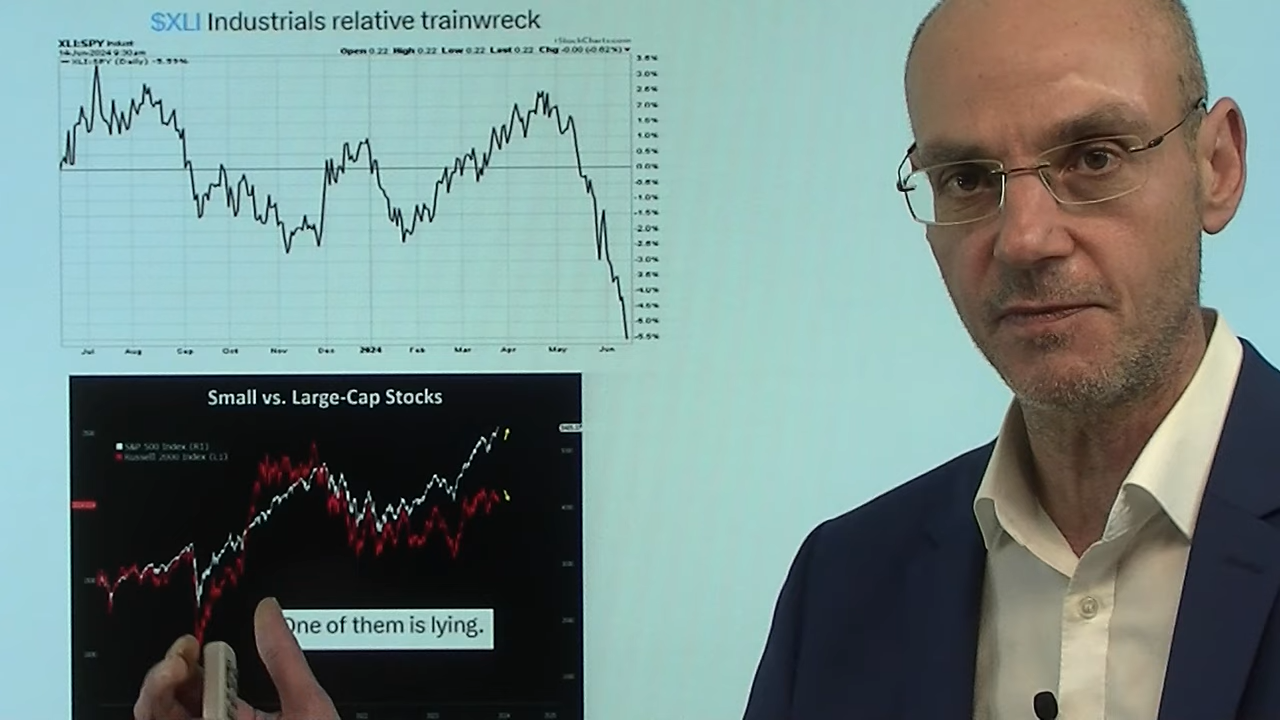 $XLI Industrials relative trainwreck
XLI:SPY Indust
©StockCharts.com
14-Jun-2024 9:30am
Open 0.22 High 0.22 Low 0.22 Last 0.22 Chg -0.00 (-0.62%)
XLI:SPY (Daily) -5.59%
3.5%
3.0%
2.5%
2.0%
1.5%
1.0%
0.5%
0.0%
-0.5%
-1.0%
-1.5%
-2.0%
-2.5%
-3.0%
-3.5%
-4.0%
-4.5%
-5.0%
-5.5%
Jul Aug Sep Oct Nov Dec 2024 Feb Mar Apr May Jun
Small vs. Large-Cap Stocks
S&P 500 Index (R1)
Russell 2000 Index (L1)
One of them is lying.